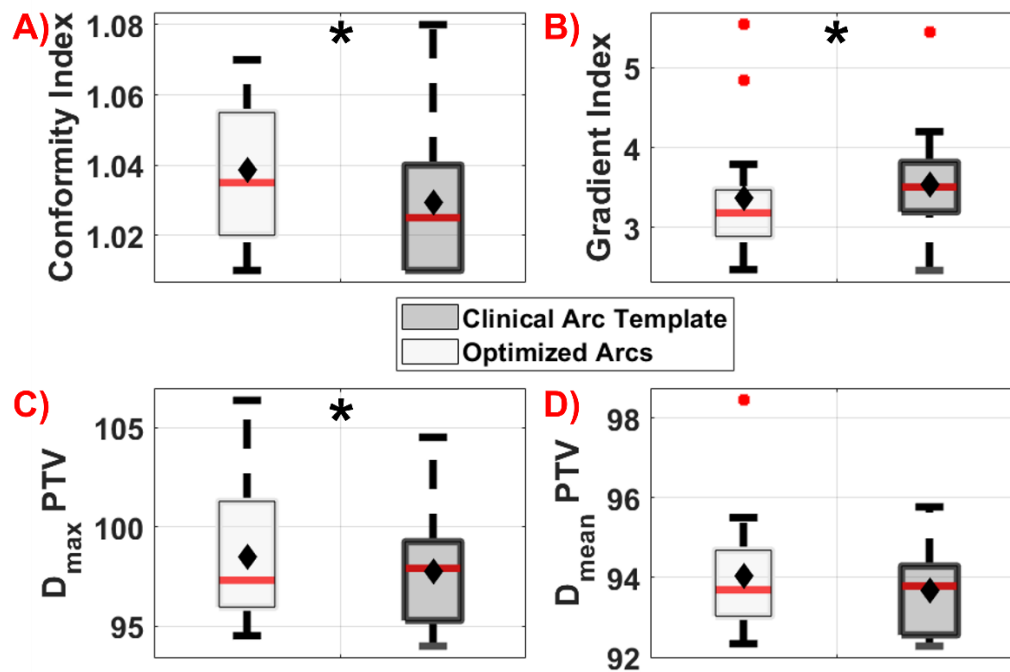 A)
Conformity Index
1.08
1.06
1.04
1.02
*
B)
Gradient Index
5
4
3
*
Clinical Arc Template
Optimized Arcs
C)
Dmax PTV
105
100
95
*
D)
Dmean PTV
98
96
94
92